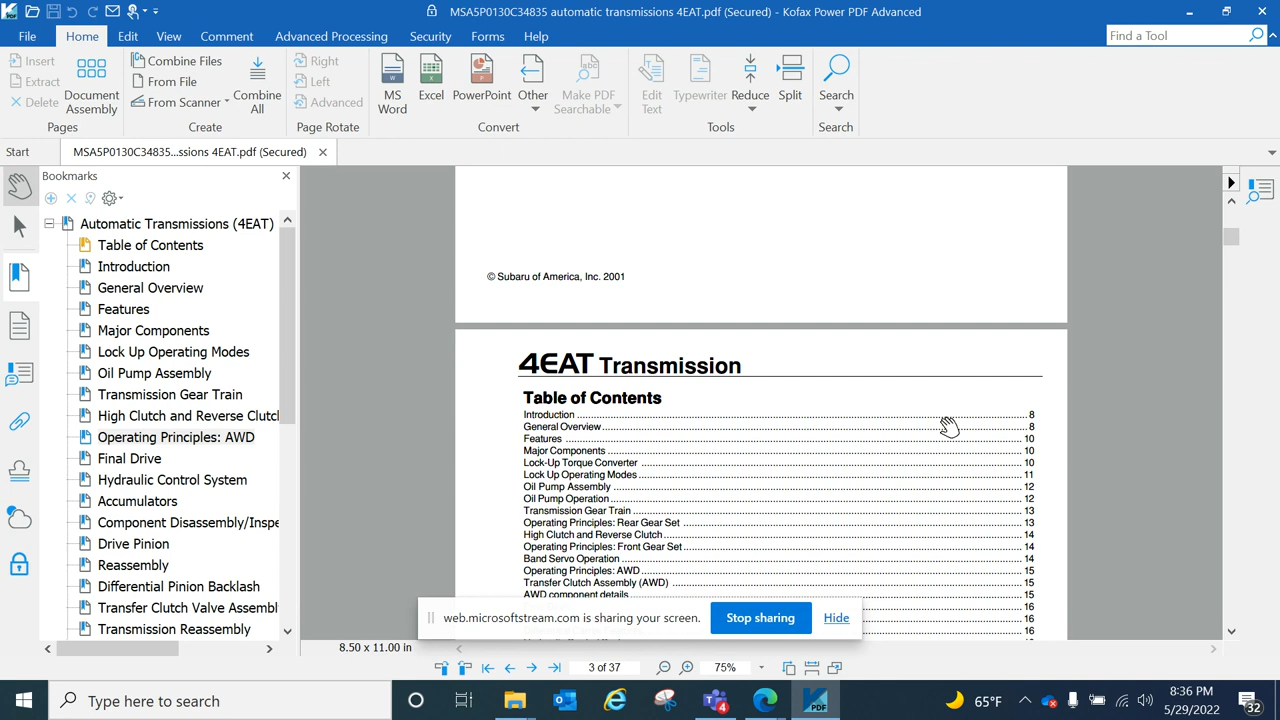 MSA5P0130C34835 automatic transmissions 4EAT.pdf (Secured) - Kofax Power PDF Advanced
File Home Edit View Comment Advanced Processing Security Forms Help
Find a Tool
Insert
Extract
Delete
Document Assembly
Pages
Combine Files
From File
From Scanner
Combine All
Create
Right
Left
Advanced
Page Rotate
MS Word
Excel
PowerPoint
Other
Make PDF Searchable
Convert
Edit Text
Typewriter
Reduce
Split
Tools
Search
Search
Start
MSA5P0130C34835...ssions 4EAT.pdf (Secured)
Bookmarks
Automatic Transmissions (4EAT)
Table of Contents
Introduction
General Overview
Features
Major Components
Lock Up Operating Modes
Oil Pump Assembly
Transmission Gear Train
High Clutch and Reverse Clutc
Operating Principles: AWD
Final Drive
Hydraulic Control System
Accumulators
Component Disassembly/Inspe
Drive Pinion
Reassembly
Differential Pinion Backlash
Transfer Clutch Valve Assembl
Transmission Reassembly
© Subaru of America, Inc. 2001
4EAT Transmission
Table of Contents
Introduction 8
General Overview 8
Features 10
Major Components 10
Lock-Up Torque Converter 10
Lock Up Operating Modes 11
Oil Pump Assembly 12
Oil Pump Operation 12
Transmission Gear Train 13
Operating Principles: Rear Gear Set 13
High Clutch and Reverse Clutch 14
Operating Principles: Front Gear Set 14
Band Servo Operation 14
Operating Principles: AWD 15
Transfer Clutch Assembly (AWD) 15
AWD component details 15
16
16
16
web.microsoftstream.com is sharing your screen. Stop sharing Hide
8.50 x 11.00 in
3 of 37
75%
Type here to search
4
PDF
65°F
8:36 PM
5/29/2022
32